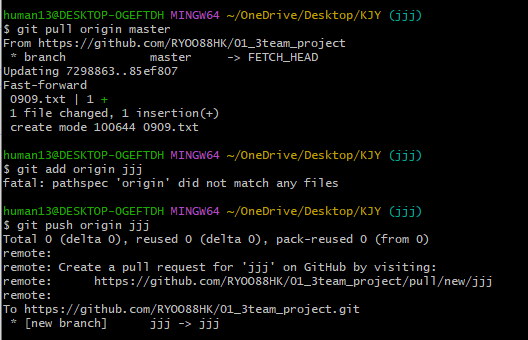 human13@DESKTOP-OGEFTDH MINGW64 ~/OneDrive/Desktop/KJY (jjj)
$ git pull origin master
From https://github.com/RYOO88HK/01_3team_project
 * branch            master     -> FETCH_HEAD
Updating 7298863..85ef807
Fast-forward
 0909.txt | 1 +
 1 file changed, 1 insertion(+)
 create mode 100644 0909.txt
human13@DESKTOP-OGEFTDH MINGW64 ~/OneDrive/Desktop/KJY (jjj)
$ git add origin jjj
fatal: pathspec 'origin' did not match any files
human13@DESKTOP-OGEFTDH MINGW64 ~/OneDrive/Desktop/KJY (jjj)
$ git push origin jjj
Total 0 (delta 0), reused 0 (delta 0), pack-reused 0 (from 0)
remote:
remote: Create a pull request for 'jjj' on GitHub by visiting:
remote:      https://github.com/RYOO88HK/01_3team_project/pull/new/jjj
remote:
To https://github.com/RYOO88HK/01_3team_project.git
 * [new branch]      jjj -> jjj